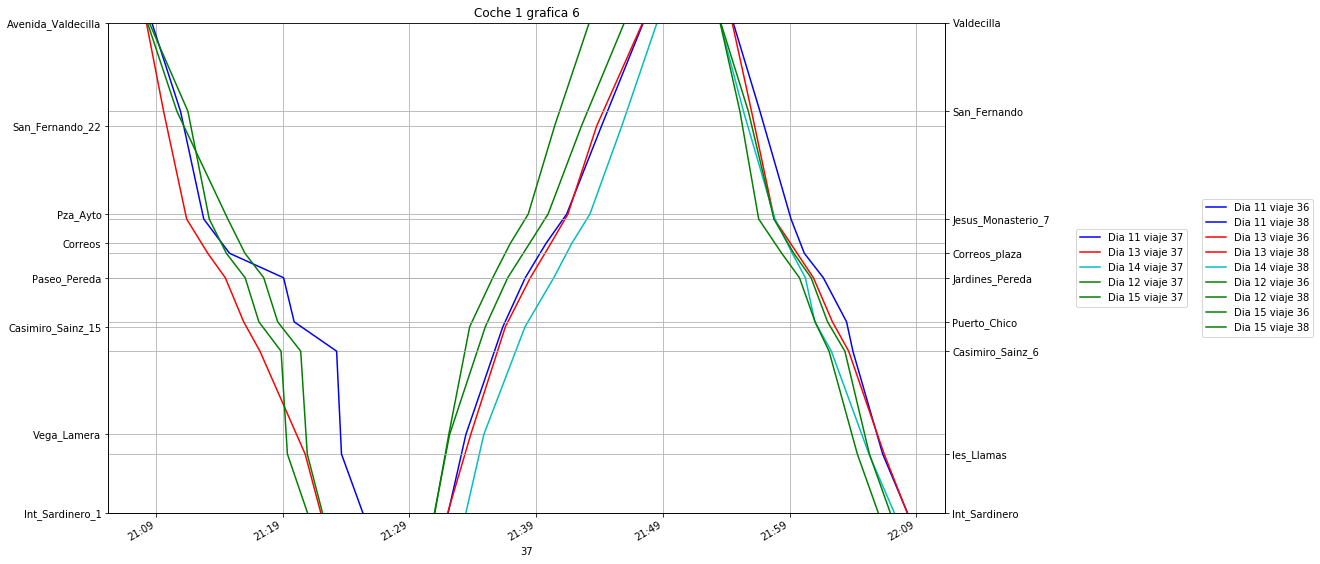 Coche 1 grafica 6
Avenida_Valdecilla
San_Fernando_22
Pza_Ayto
Correos
Paseo_Pereda
Casimiro_Sainz_15
Vega_Lamera
Int_Sardinero_1
Valdecilla
San_Fernando
Jesus_Monasterio_7
Correos_plaza
Jardines_Pereda
Puerto_Chico
Casimiro_Sainz_6
Ies_Llamas
Int_Sardinero
21:09
21:19
21:29
21:39
21:49
21:59
22:09
37
Dia 11 viaje 37
Dia 13 viaje 37
Dia 14 viaje 37
Dia 12 viaje 37
Dia 15 viaje 37
Dia 11 viaje 36
Dia 11 viaje 38
Dia 13 viaje 36
Dia 13 viaje 38
Dia 14 viaje 38
Dia 12 viaje 36
Dia 12 viaje 38
Dia 15 viaje 36
Dia 15 viaje 38